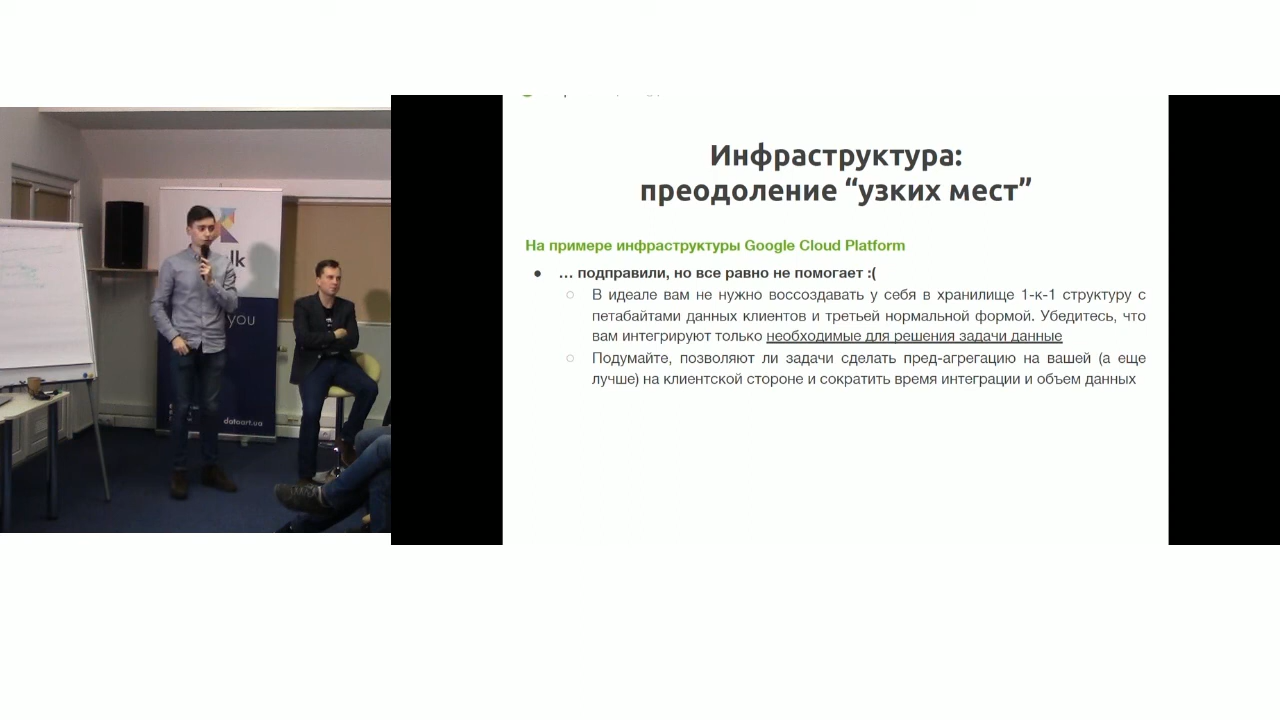 Инфраструктура:
преодоление “узких мест”
На примере инфраструктуры Google Cloud Platform
● … подправили, но все равно не помогает :(
○ В идеале вам не нужно воссоздавать у себя в хранилище 1-к-1 структуру с
петабайтами данных клиентов и третьей нормальной формой. Убедитесь, что
вам интегрируют только необходимые для решения задачи данные
○ Подумайте, позволяют ли задачи сделать пред-агрегацию на вашей (а еще
лучше) на клиентской стороне и сократить время интеграции и объем данных
you
dataart.ua